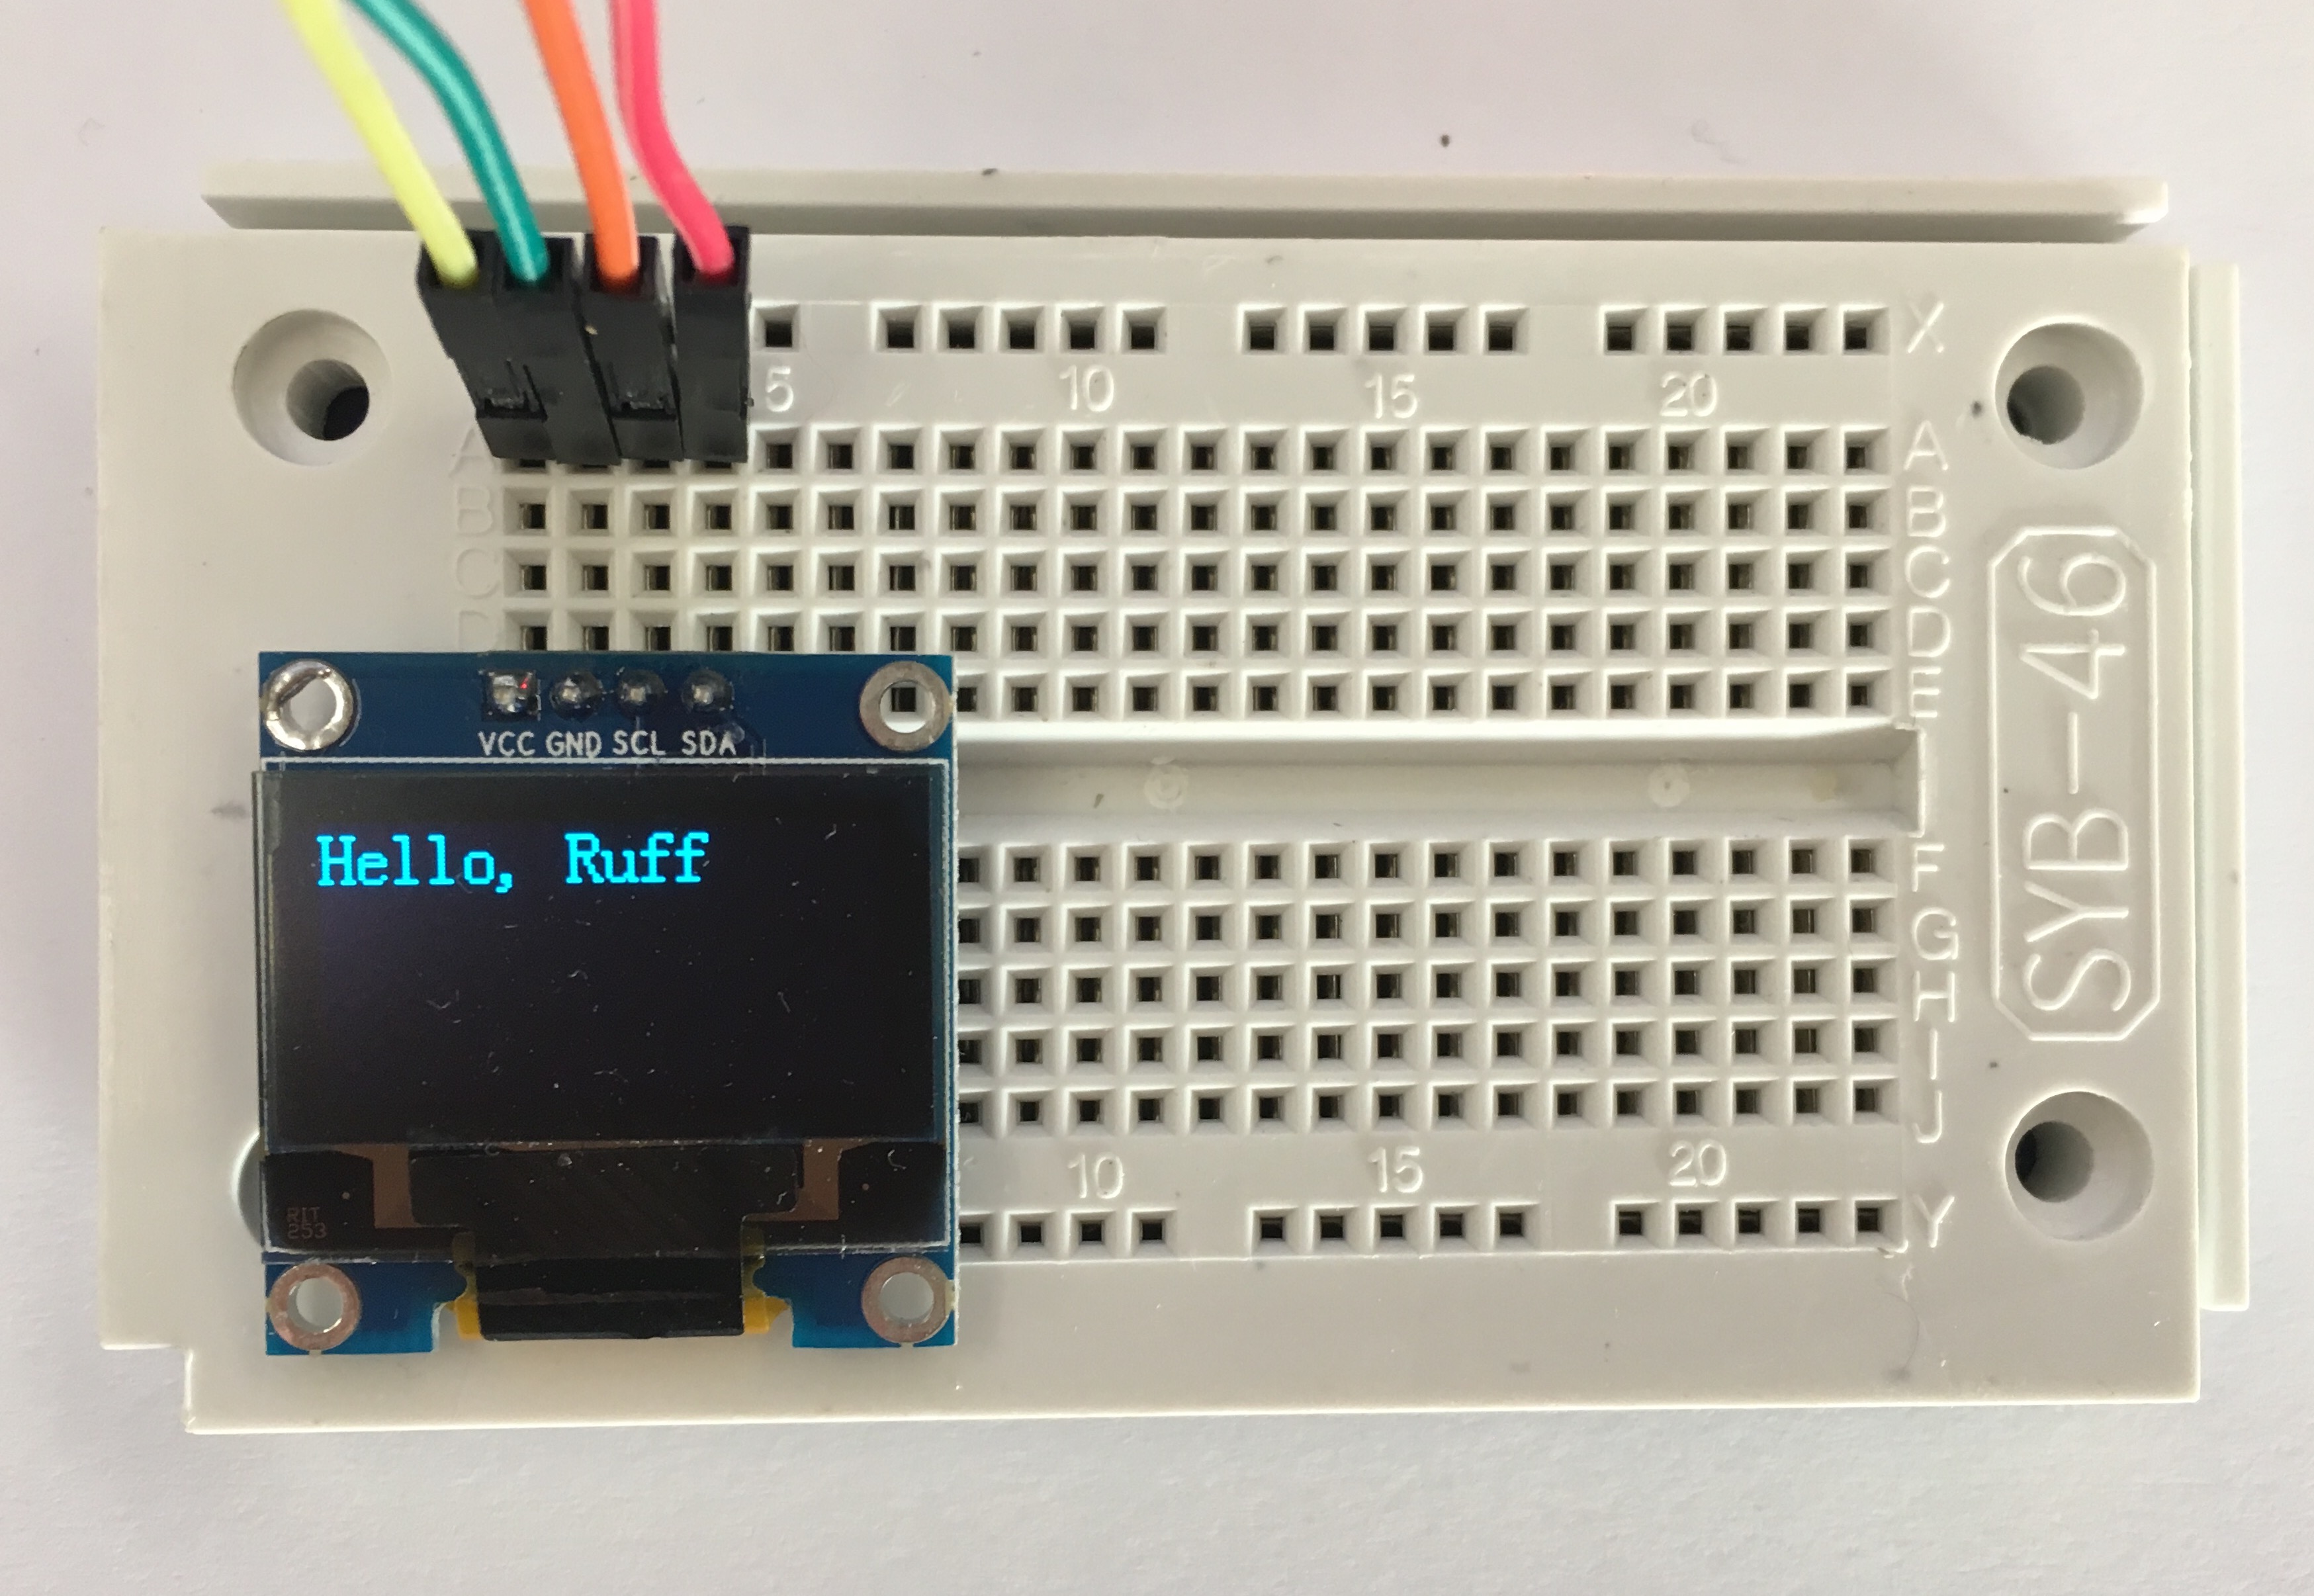 X
5 10 15 20
A A
B B
C C
D D
E
VCC GND SCL SDA
Hello, Ruff
SYB-46
F
G
H
I
J
10 15 20
Y
RIT
253